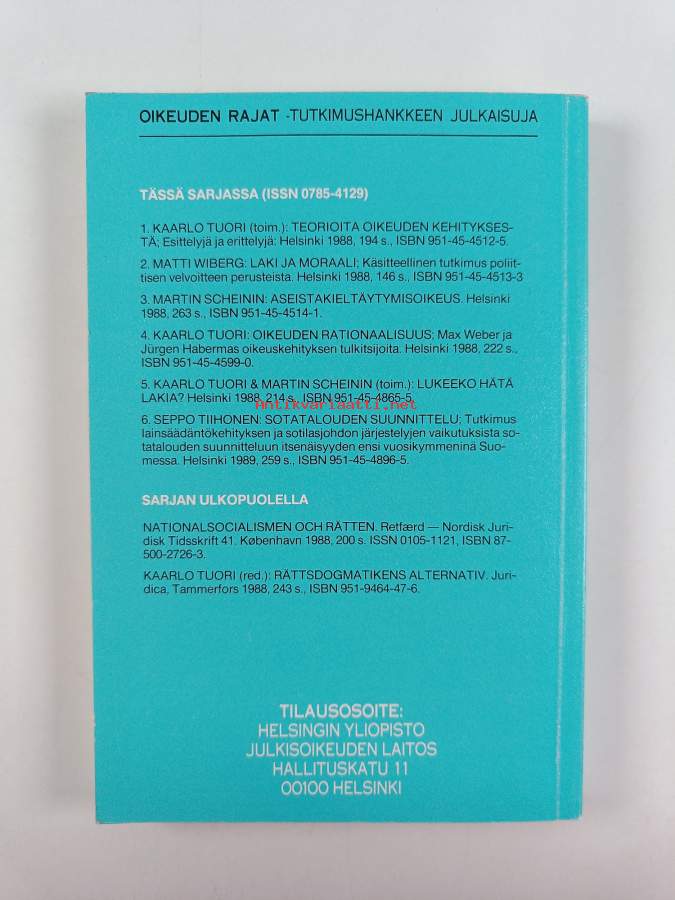 OIKEUDEN RAJAT -TUTKIMUSHANKKEEN JULKAISUJA
TÄSSÄ SARJASSA (ISSN 0785-4129)
1. KAARLO TUORI (toim.): TEORIOITA OIKEUDEN KEHITYKSES-
TÄ; Esittelyjä ja erittelyjä: Helsinki 1988, 194 s., ISBN 951-45-4512-5.
2. MATTI WIBERG: LAKI JA MORAALI; Käsitteellinen tutkimus poliit-
tisen velvoitteen perusteista. Helsinki 1988, 146 s., ISBN 951-45-4513-3
3. MARTIN SCHEININ: ASEISTAKIELTÄYTYMISOIKEUS. Helsinki
1988, 263 s., ISBN 951-45-4514-1.
4. KAARLO TUORI: OIKEUDEN RATIONAALISUUS; Max Weber ja
Jürgen Habermas oikeuskehityksen tulkitsijoita. Helsinki 1988, 222 s.,
ISBN 951-45-4599-0.
5. KAARLO TUORI & MARTIN SCHEININ (toim.): LUKEEKO HÄTÄ
LAKIA? Helsinki 1988, 214 s., ISBN 951-45-4865-5.
Antikvariaatti.net
6. SEPPO TIIHONEN: SOTATALOUDEN SUUNNITTELU; Tutkimus
lainsäädäntökehityksen ja sotilasjohdon järjestelyjen vaikutuksista so-
tatalouden suunnitteluun itsenäisyyden ensi vuosikymmeninä Suo-
messa. Helsinki 1989, 259 s., ISBN 951-45-4896-5.
SARJAN ULKOPUOLELLA
NATIONALSOCIALISMEN OCH RÄTTEN. Retfærd — Nordisk Juri-
disk Tidsskrift 41. København 1988, 200 s. ISSN 0105-1121, ISBN 87-
500-2726-3.
KAARLO TUORI (red.): RÄTTSDOGMATIKENS ALTERNATIV. Juri-
dica, Tammerfors 1988, 243 s., ISBN 951-9464-47-6.
TILAUSOSOITE:
HELSINGIN YLIOPISTO
JULKISOIKEUDEN LAITOS
HALLITUSKATU 11
00100 HELSINKI